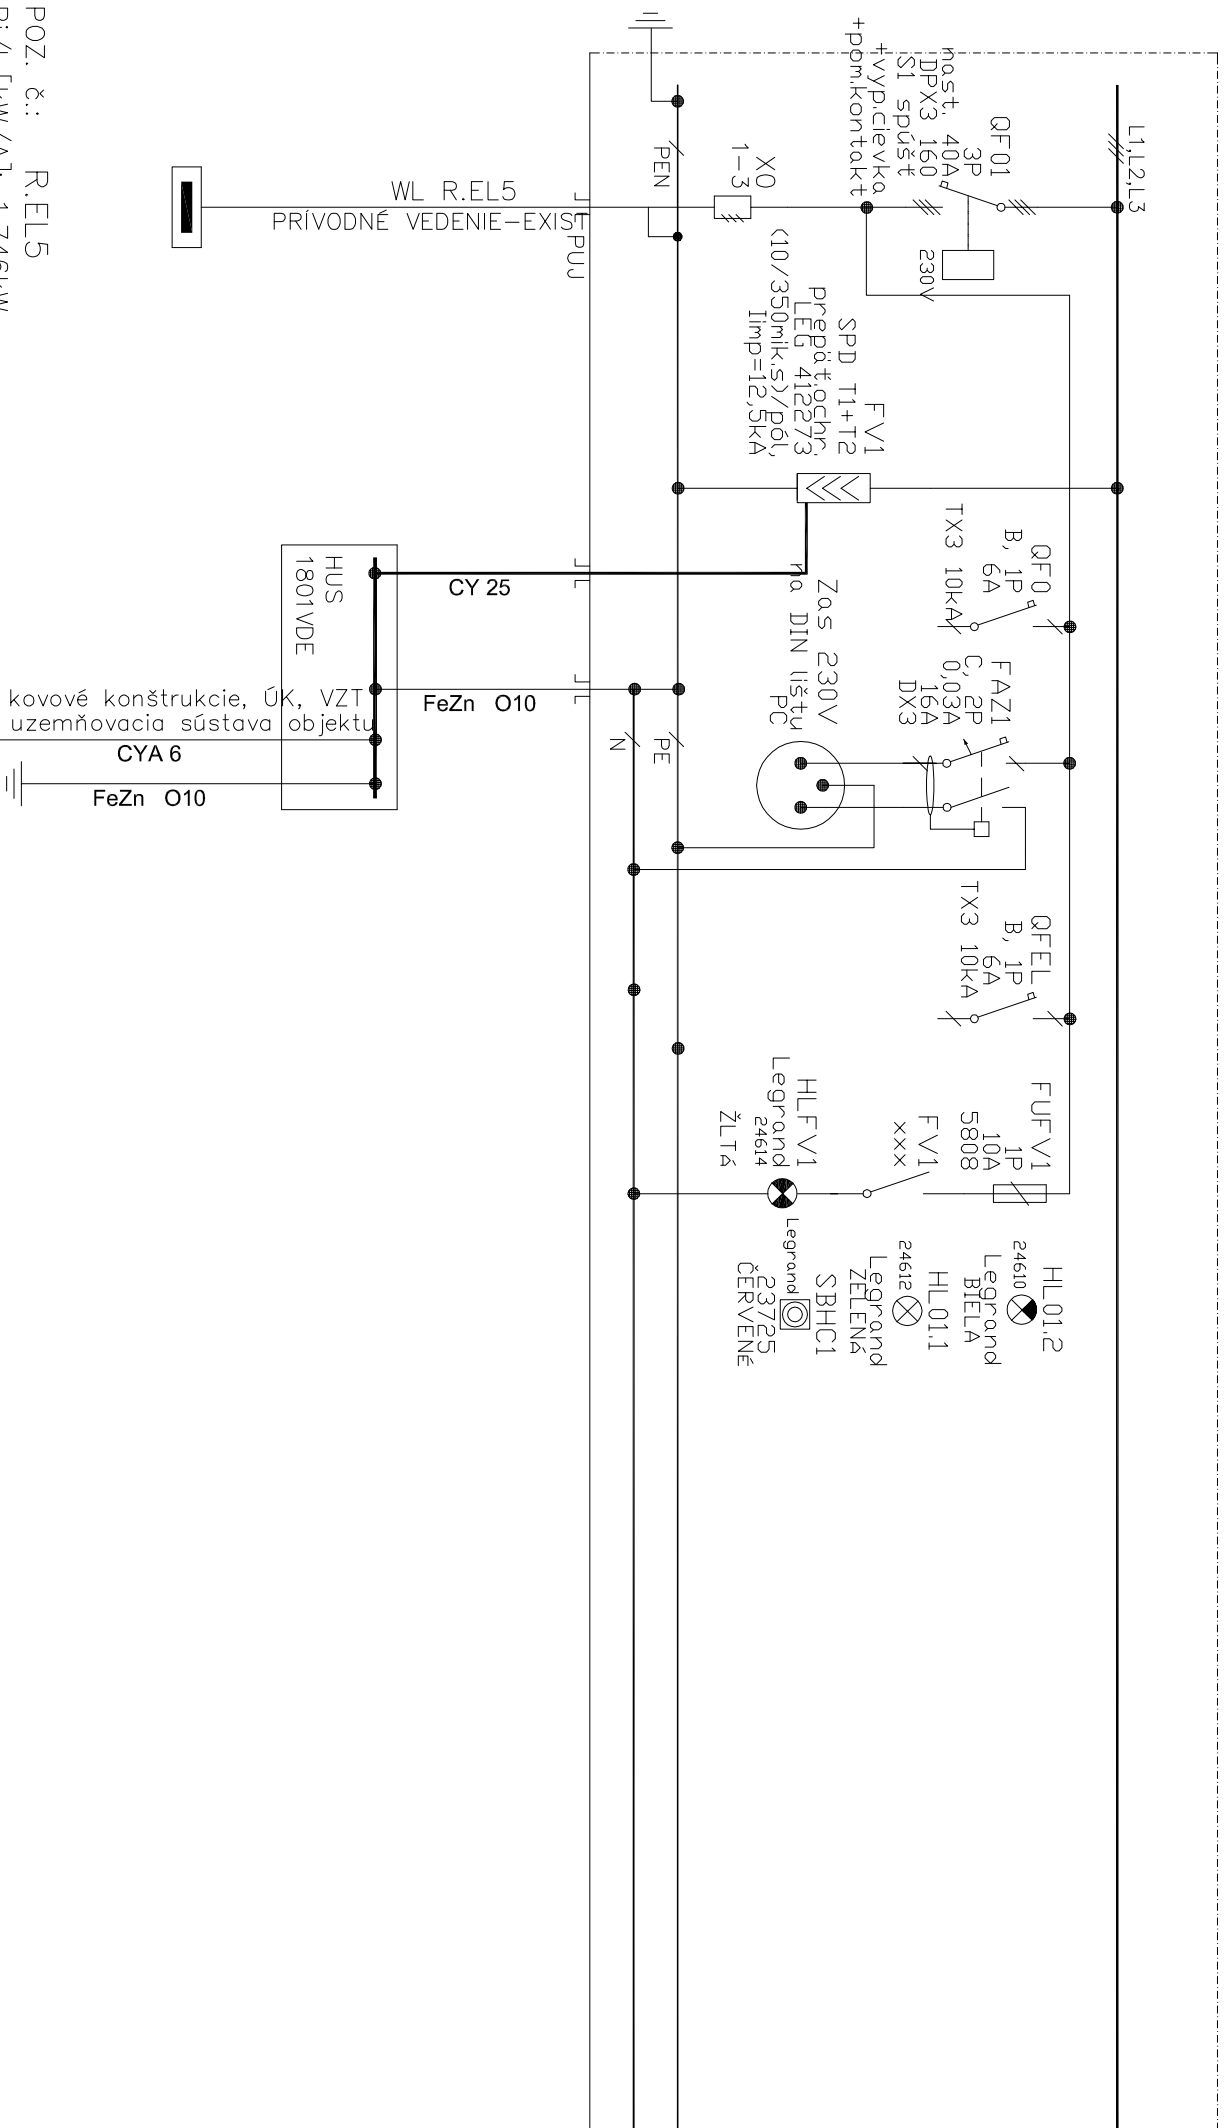 L1,L2,L3
QF01
3P
nast. 40A
DPX3 160
S1 spúšť
+vyp.cievka
+pom.kontakt
230V
XO
1-3
PEN
WL R.EL5
PRÍVODNÉ VEDENIE-EXIST
PUJ
POZ. č.: R.EL5
FV1
SPD T1+T2
prepäť.ochr.
LEG 412273
(10/350mik.s)/pól,
Iimp=12,5kA
QF0
B, 1P
6A
TX3 10kA
Zas 230V
na DIN lištu
PC
FAZ1
C, 2P
0,03A
16A
DX3
HUS
1801VDE
CY 25
FeZn O10
kovové konštrukcie, ÚK, VZT
uzemňovacia sústava objektu
CYA 6
FeZn O10
PE
N
QFEL
B, 1P
6A
TX3 10kA
FUFV1
1P
10A
5808
FV1
xxx
HLFV1
Legrand
24614
ŽLTÁ
HL01.2
24610
Legrand
BIELA
HL01.1
24612
Legrand
ZELENÁ
SBHC1
Legrand
23725
ČERVENÉ